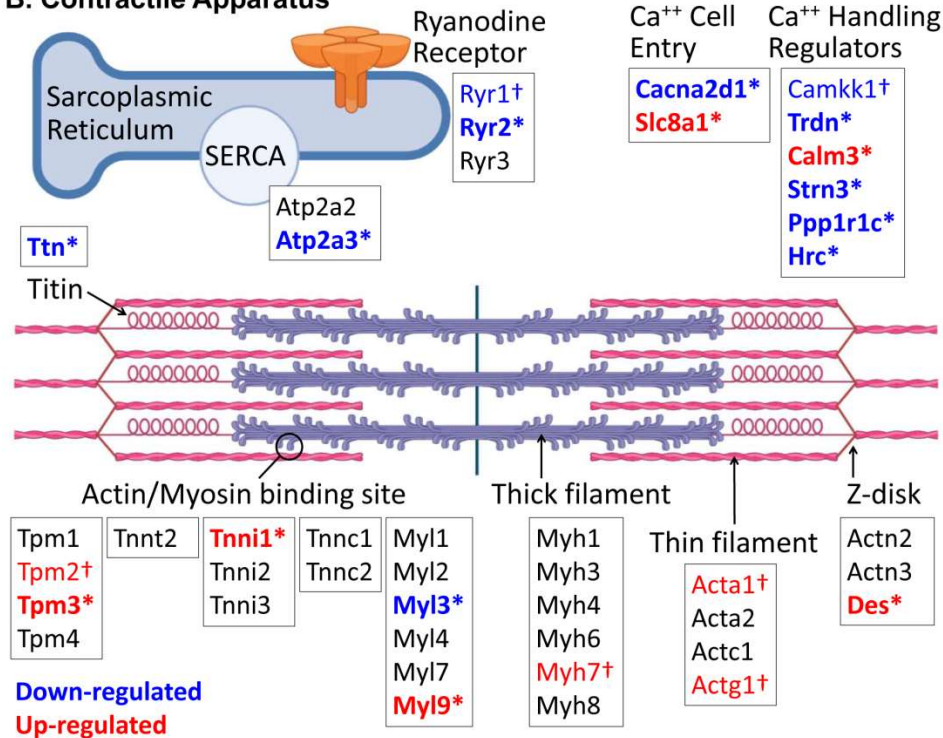 B. Contractile Apparatus
Ryanodine
Receptor
Ryr1†
Ryr2*
Ryr3
Sarcoplasmic
Reticulum
SERCA
Atp2a2
Atp2a3*
Ca++ Cell
Entry
Cacna2d1*
Slc8a1*
Ca++ Handling
Regulators
Camkk1†
Trdn*
Calm3*
Strn3*
Ppp1r1c*
Hrc*
Ttn*
Titin
Actin/Myosin binding site
Tpm1
Tpm2†
Tpm3*
Tpm4
Tnnt2
Tnni1*
Tnni2
Tnni3
Tnnc1
Tnnc2
Myl1
Myl2
Myl3*
Myl4
Myl7
Myl9*
Thick filament
Myh1
Myh3
Myh4
Myh6
Myh7†
Myh8
Thin filament
Acta1†
Acta2
Actc1
Actg1†
Z-disk
Actn2
Actn3
Des*
Down-regulated
Up-regulated